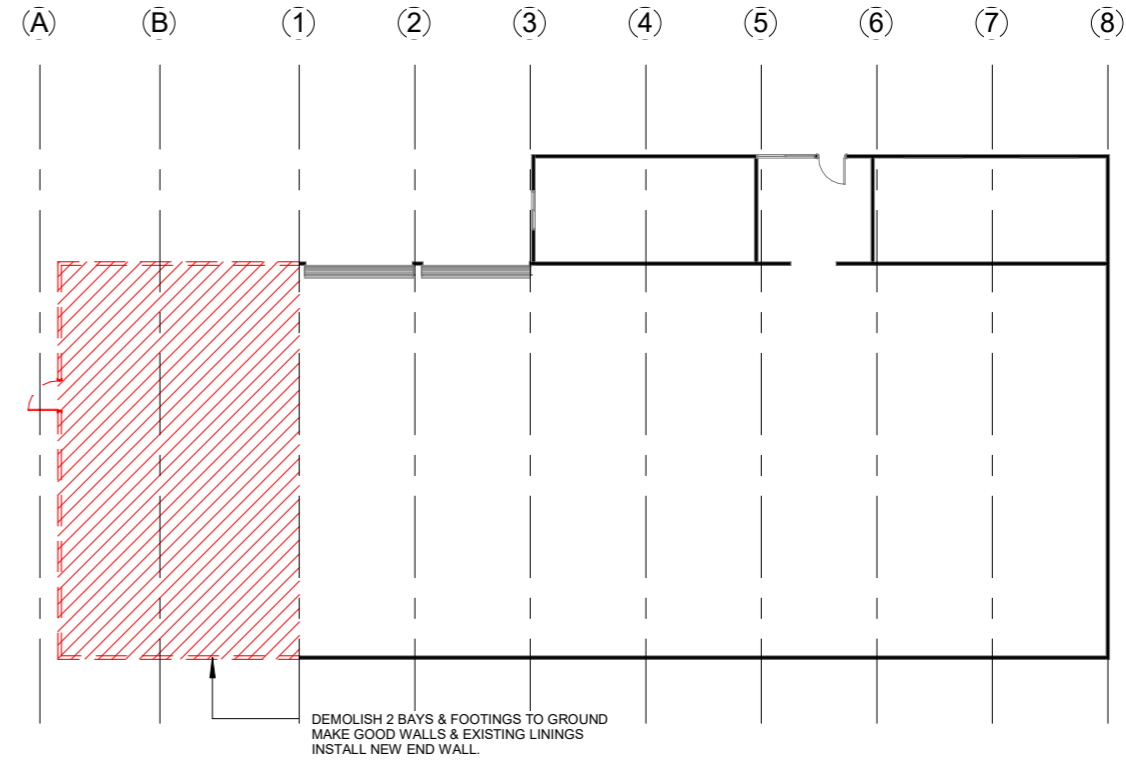 A B 1 2 3 4 5 6 7 8
DEMOLISH 2 BAYS & FOOTINGS TO GROUND
MAKE GOOD WALLS & EXISTING LININGS
INSTALL NEW END WALL.